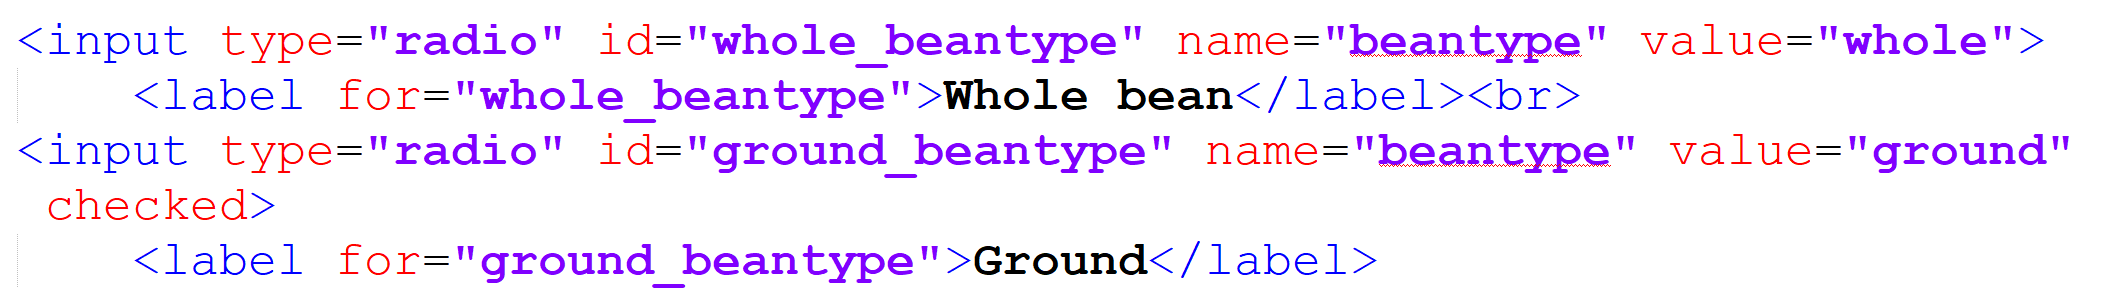 <input type="radio" id="whole_beantype" name="beantype" value="whole">
<label for="whole_beantype">Whole bean</label><br>
<input type="radio" id="ground_beantype" name="beantype" value="ground"
checked>
<label for="ground_beantype">Ground</label>